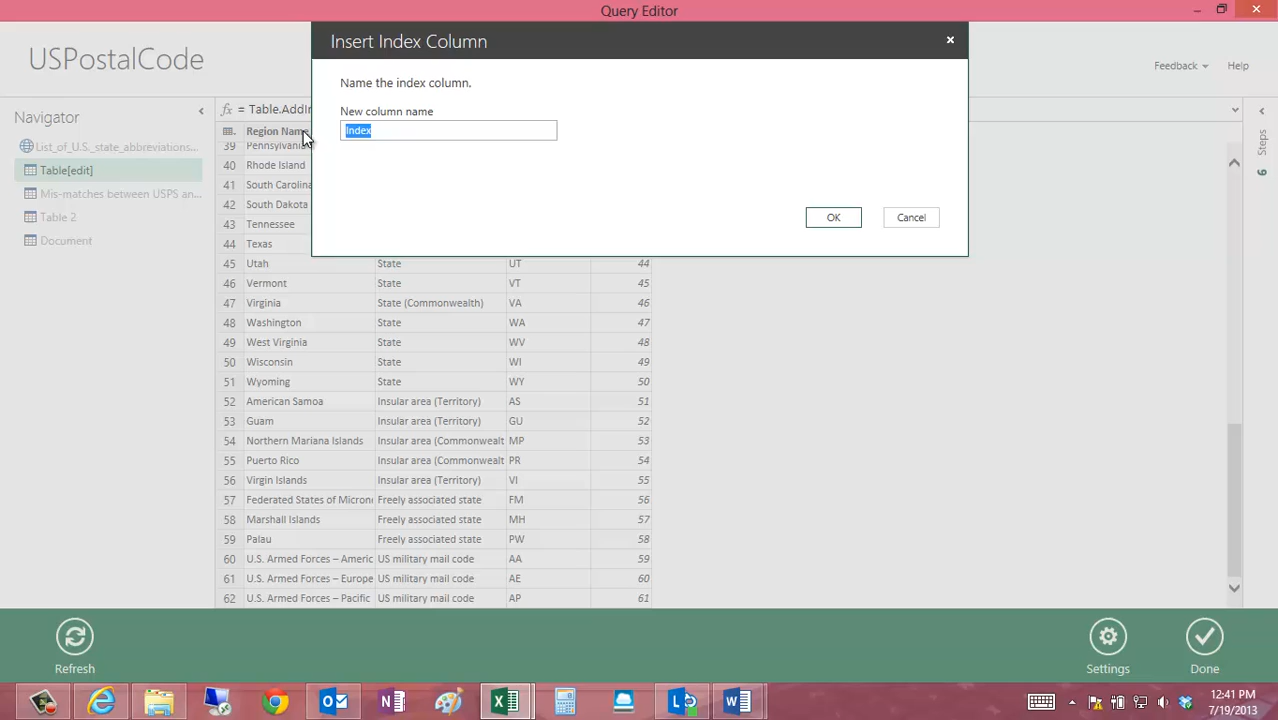 Query Editor
USPostalCode
Feedback
Help
Insert Index Column
Name the index column.
New column name
Index
OK
Cancel
Navigator
List_of_U.S._state_abbreviations...
Table[edit]
Mis-matches between USPS an...
Table 2
Document
fx = Table.AddIn
Steps
6
Region Name
39 Pennsylvania
40 Rhode Island
41 South Carolina
42 South Dakota
43 Tennessee
44 Texas
45 Utah State UT 44
46 Vermont State VT 45
47 Virginia State (Commonwealth) VA 46
48 Washington State WA 47
49 West Virginia State WV 48
50 Wisconsin State WI 49
51 Wyoming State WY 50
52 American Samoa Insular area (Territory) AS 51
53 Guam Insular area (Territory) GU 52
54 Northern Mariana Islands Insular area (Commonwealt MP 53
55 Puerto Rico Insular area (Commonwealt PR 54
56 Virgin Islands Insular area (Territory) VI 55
57 Federated States of Micron Freely associated state FM 56
58 Marshall Islands Freely associated state MH 57
59 Palau Freely associated state PW 58
60 U.S. Armed Forces – Americ US military mail code AA 59
61 U.S. Armed Forces – Europe US military mail code AE 60
62 U.S. Armed Forces – Pacific US military mail code AP 61
Refresh
Settings
Done
12:41 PM
7/19/2013